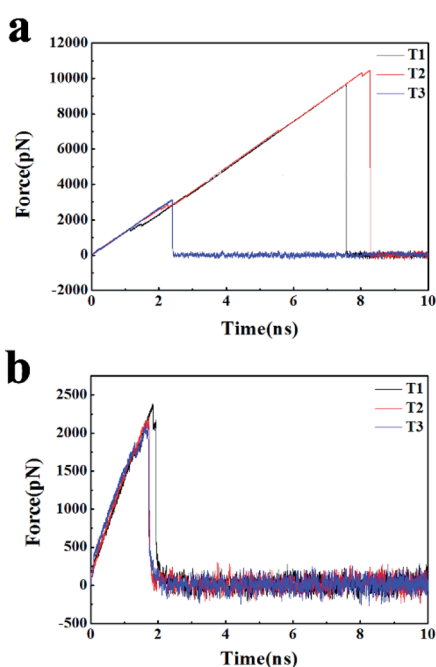 a
12000
10000
8000
6000
4000
2000
0
-2000
Force(pN)
T1
T2
T3
0 2 4 6 8 10
Time(ns)
b
2500
2000
1500
1000
500
0
-500
Force(pN)
T1
T2
T3
0 2 4 6 8 10
Time(ns)